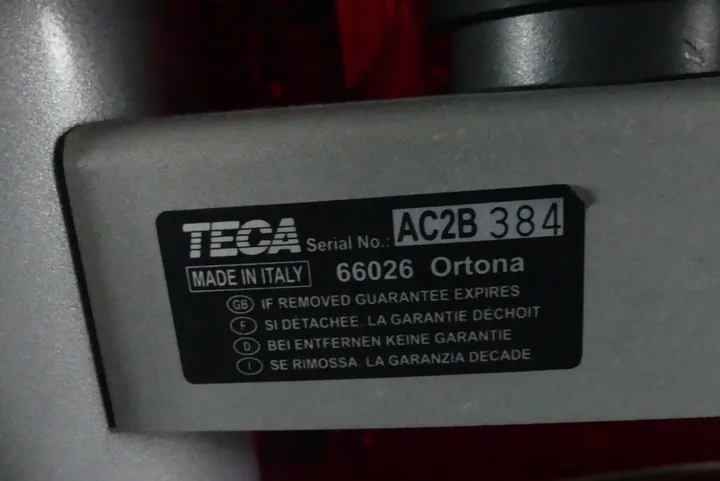 TECA Serial No.: AC2B 384
MADE IN ITALY 66026 Ortona
GB IF REMOVED GUARANTEE EXPIRES
F SI DETACHEE. LA GARANTIE DÉCHOIT
D BEI ENTFERNEN KEINE GARANTIE
I SE RIMOSSA. LA GARANZIA DECADE